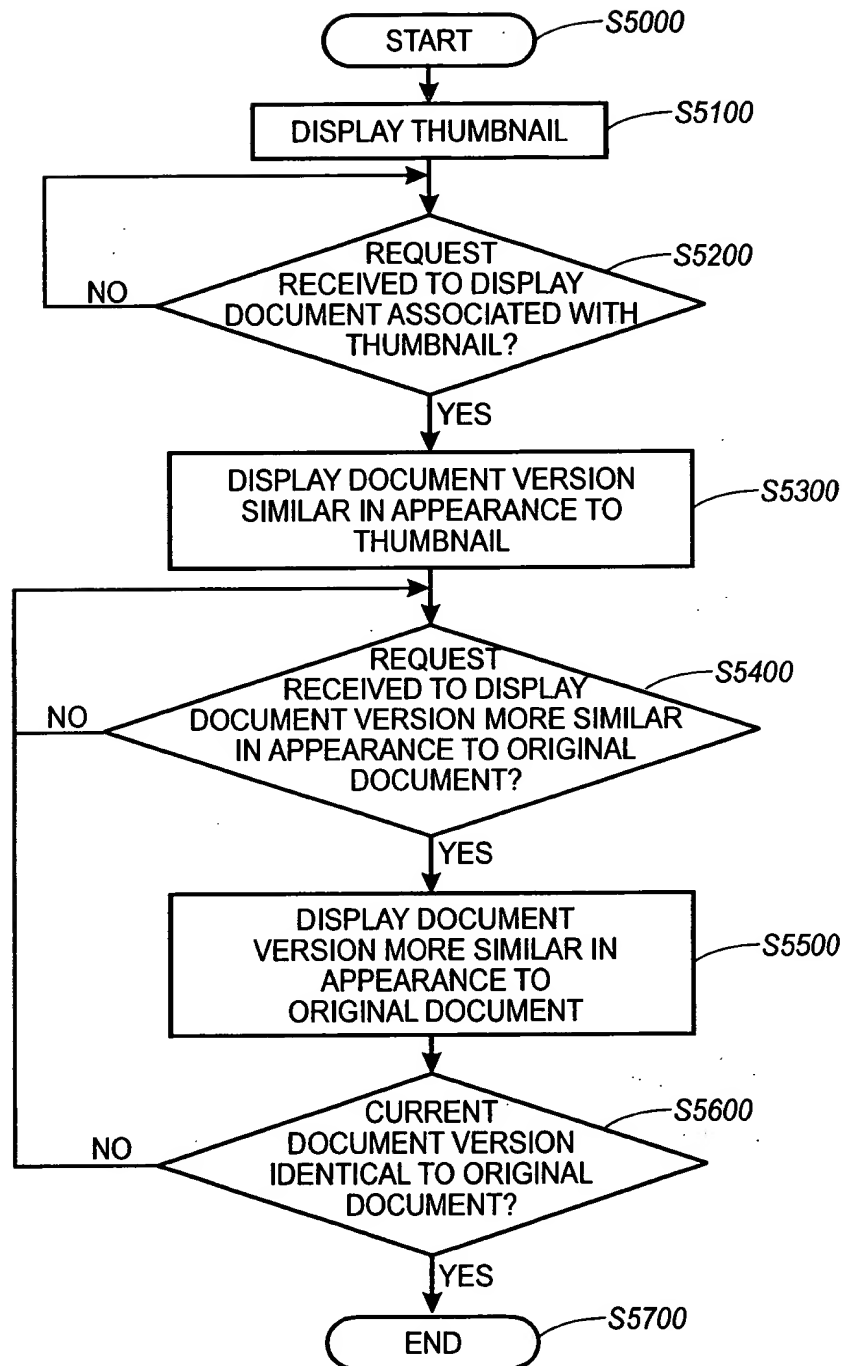 START
S5000
DISPLAY THUMBNAIL
S5100
REQUEST
RECEIVED TO DISPLAY
DOCUMENT ASSOCIATED WITH
THUMBNAIL?
S5200
NO
YES
DISPLAY DOCUMENT VERSION
SIMILAR IN APPEARANCE TO
THUMBNAIL
S5300
REQUEST
RECEIVED TO DISPLAY
DOCUMENT VERSION MORE SIMILAR
IN APPEARANCE TO ORIGINAL
DOCUMENT?
S5400
NO
YES
DISPLAY DOCUMENT
VERSION MORE SIMILAR IN
APPEARANCE TO
ORIGINAL DOCUMENT
S5500
CURRENT
DOCUMENT VERSION
IDENTICAL TO ORIGINAL
DOCUMENT?
S5600
NO
YES
END
S5700